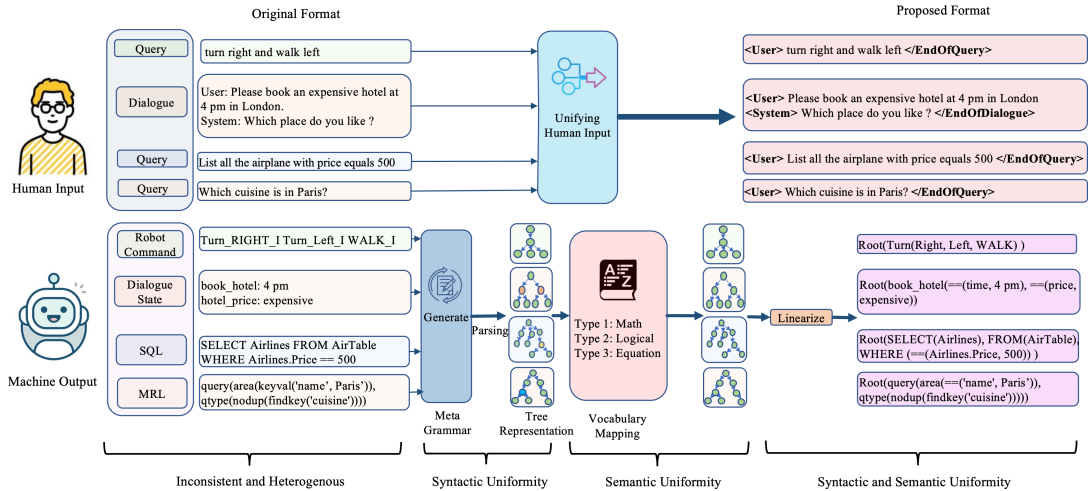 Original Format
Proposed Format
Query
turn right and walk left
<User> turn right and walk left </EndOfQuery>
Dialogue
User: Please book an expensive hotel at
4 pm in London.
System: Which place do you like ?
Unifying
Human Input
<User> Please book an expensive hotel at 4 pm in London
<System> Which place do you like ? </EndOfDialogue>
Query
List all the airplane with price equals 500
<User> List all the airplane with price equals 500 </EndOfQuery>
Query
Which cuisine is in Paris?
<User> Which cuisine is in Paris? </EndOfQuery>
Human Input
Robot
Command
Turn_RIGHT_I Turn_Left_I WALK_I
Root(Turn(Right, Left, WALK) )
Dialogue
State
book_hotel: 4 pm
hotel_price: expensive
Generate
Parsing
A Z
Type 1: Math
Type 2: Logical
Type 3: Equation
Linearize
Root(book_hotel(==(time, 4 pm), ==(price,
expensive))
SQL
SELECT Airlines FROM AirTable
WHERE Airlines.Price == 500
Root(SELECT(Airlines), FROM(AirTable),
WHERE (==(Airlines.Price, 500)) )
MRL
query(area(keyval('name’, Paris’)),
qtype(nodup(findkey('cuisine'))))
Root(query(area(==('name', Paris’)),
qtype(nodup(findkey('cuisine')))))
Machine Output
Meta
Grammar
Tree
Representation
Vocabulary
Mapping
Inconsistent and Heterogenous
Syntactic Uniformity
Semantic Uniformity
Syntactic and Semantic Uniformity